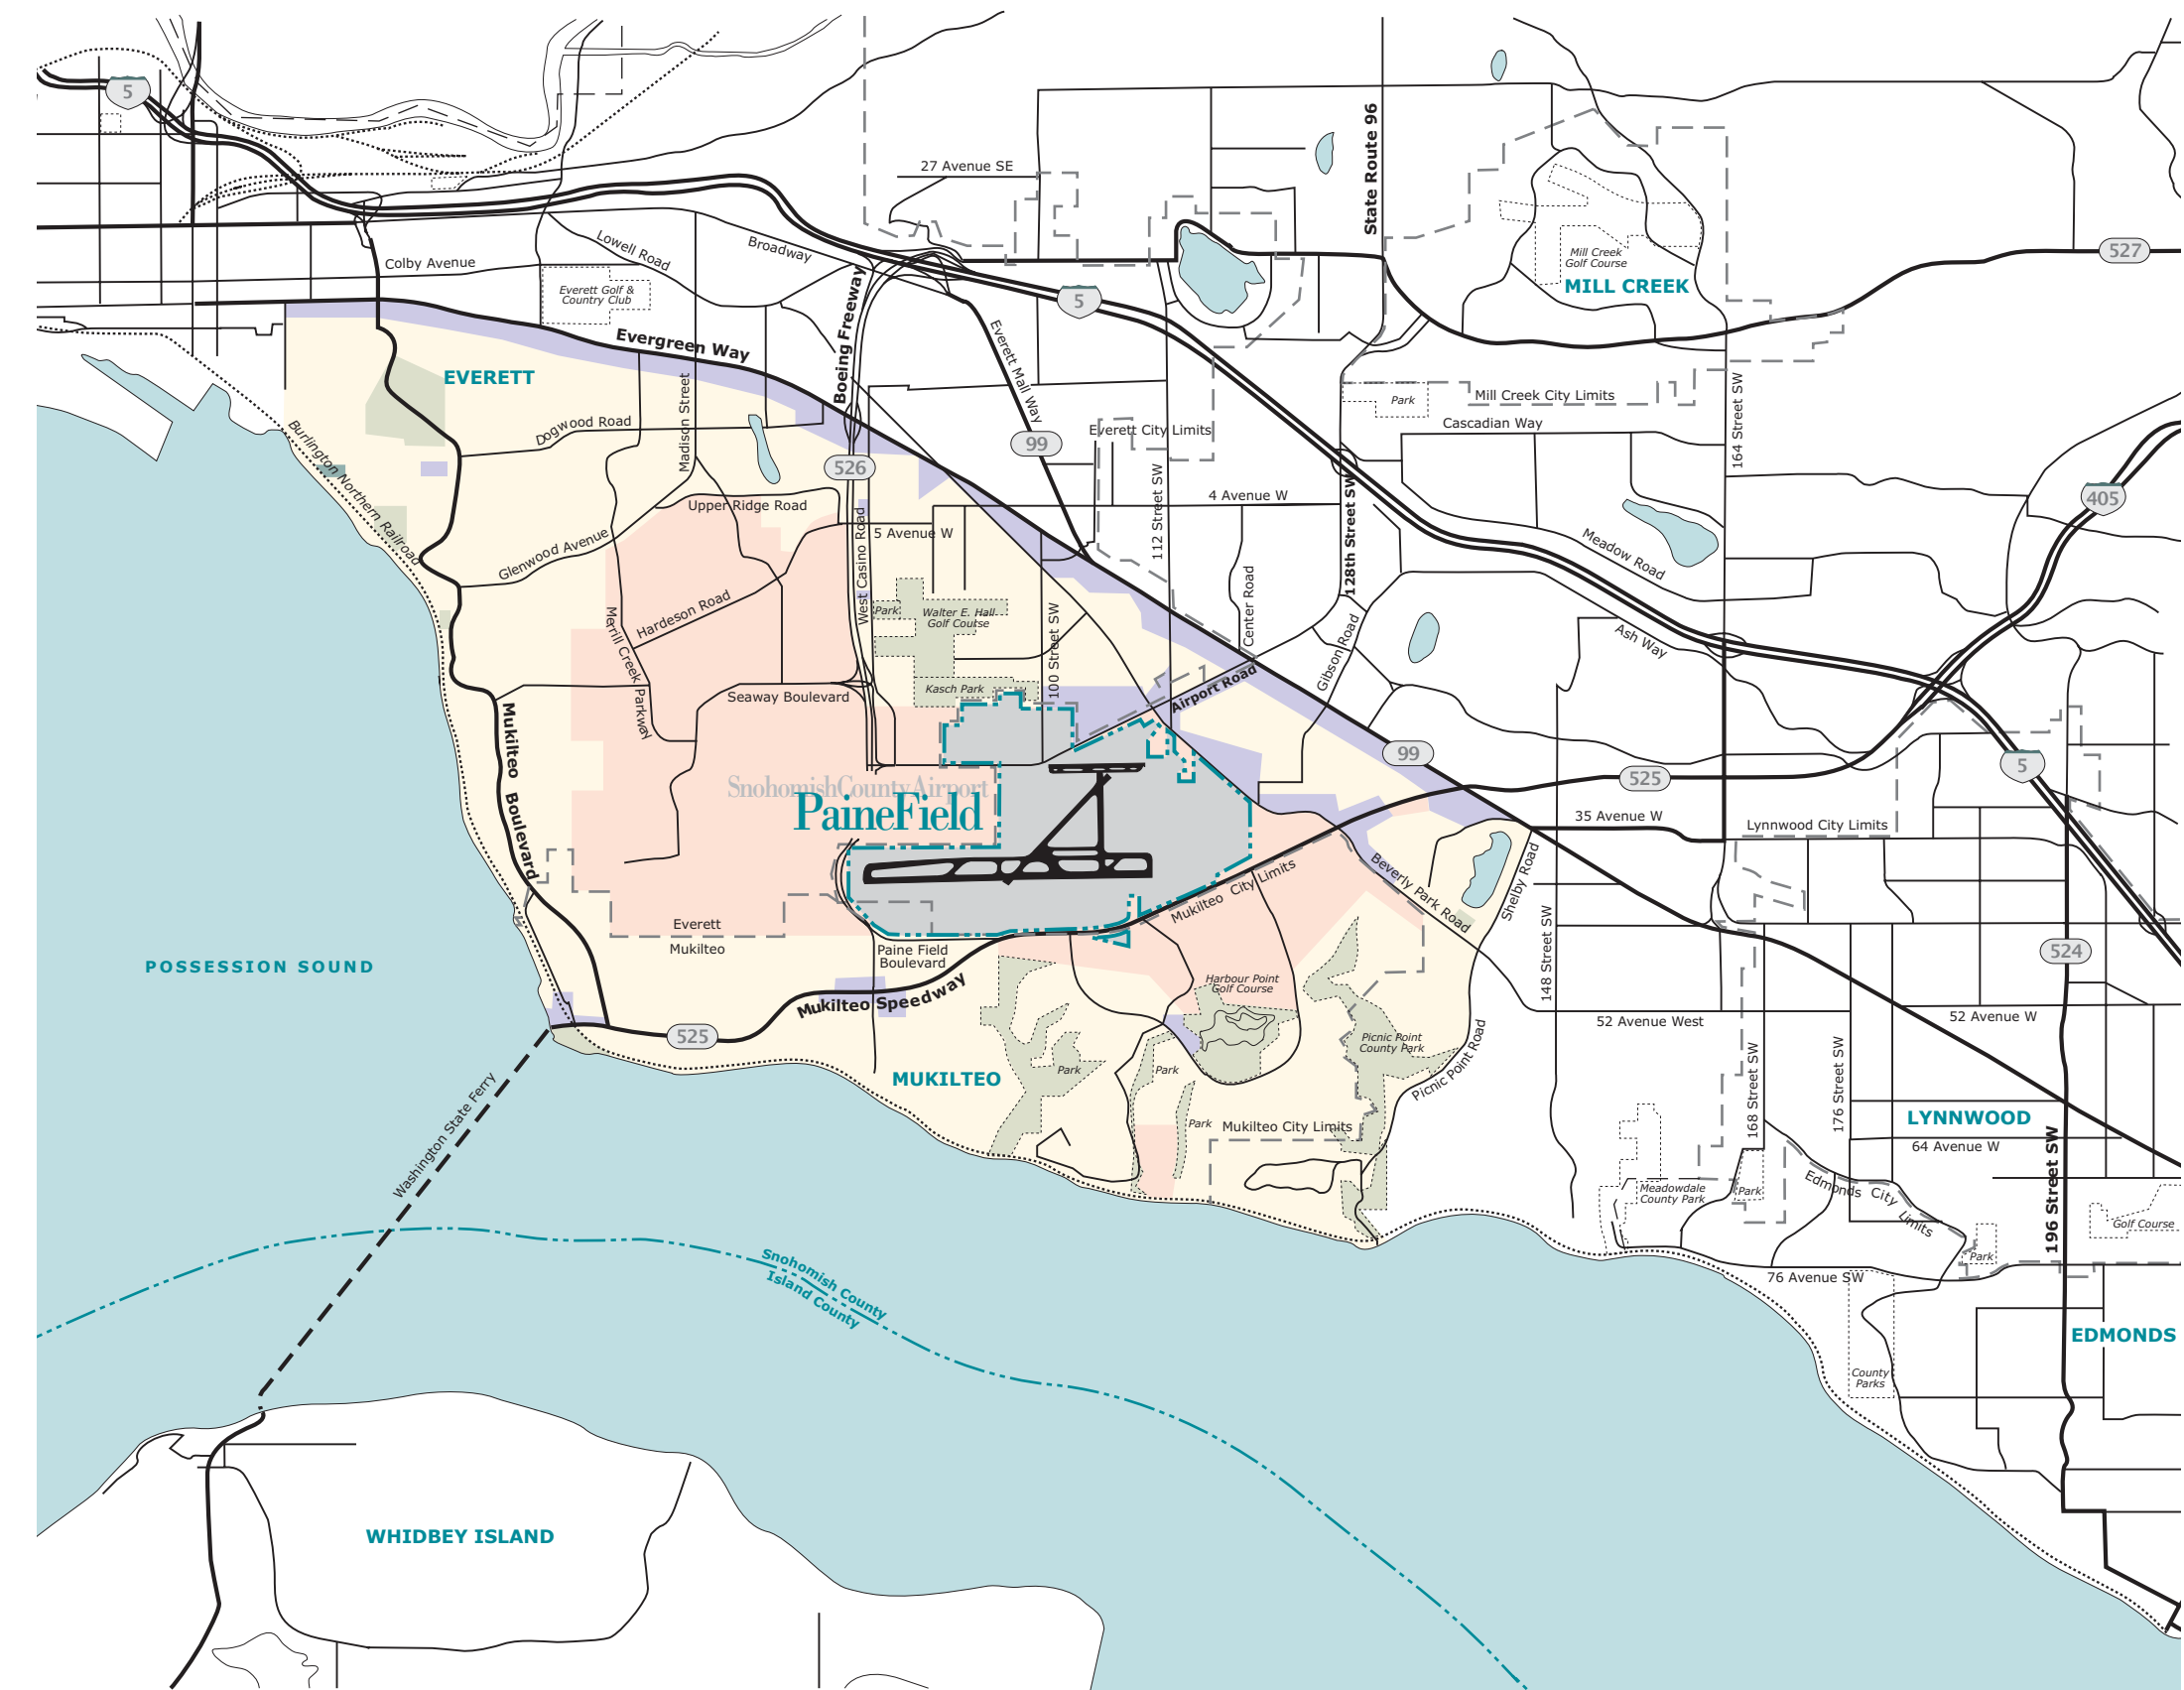 5
27 Avenue SE
State Route 96
Lowell Road
Broadway
Colby Avenue
Mill Creek
Golf Course
527
MILL CREEK
Everett Golf &
Country Club
5
Evergreen Way
Boeing Freeway
Everett Mall Way
EVERETT
Madison Street
Mill Creek City Limits
Park
164 Street SW
Dogwood Road
Everett City Limits
Cascadian Way
99
526
Burlington Northern Railroad
112 Street SW
128th Street SW
4 Avenue W
405
Upper Ridge Road
5 Avenue W
West Casino Road
Glenwood Avenue
Meadow Road
Center Road
Hardeson Road
Merrill Creek Parkway
Park
Walter E. Hall
Golf Course
100 Street SW
Gibson Road
Ash Way
Kasch Park
Seaway Boulevard
Airport Road
Mukilteo Boulevard
99
525
5
Snohomish County Airport
PaineField
35 Avenue W
Lynnwood City Limits
Mukilteo City Limits
Beverly Park Road
Shelby Road
Everett
Mukilteo
Paine Field
Boulevard
148 Street SW
524
POSSESSION SOUND
Harbour Point
Golf Course
Mukilteo Speedway
525
52 Avenue West
52 Avenue W
Picnic Point
County Park
Picnic Point Road
MUKILTEO
Park
Park
Park
Mukilteo City Limits
168 Street SW
176 Street SW
LYNNWOOD
64 Avenue W
196 Street SW
Washington State Ferry
Meadowdale
County Park
Park
Edmonds City Limits
Golf Course
Park
76 Avenue SW
Snohomish County
Island County
EDMONDS
County
Parks
WHIDBEY ISLAND